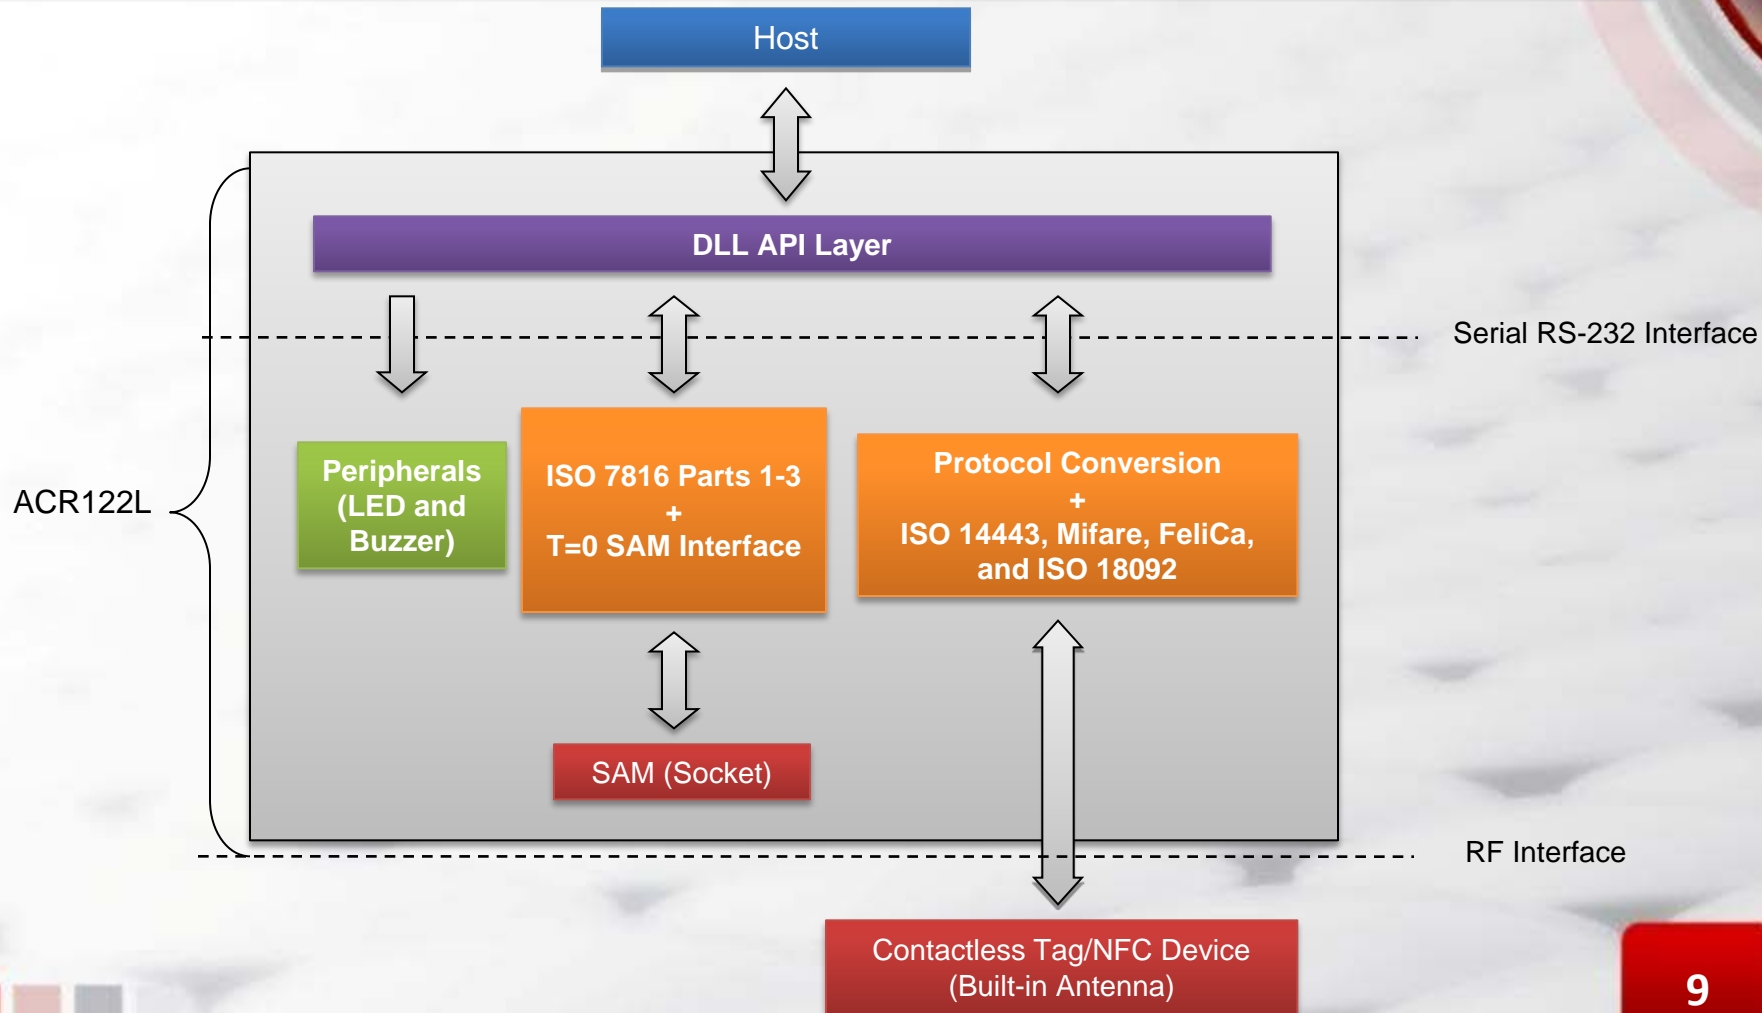 Host
DLL API Layer
Serial RS-232 Interface
Peripherals
(LED and
Buzzer)
ISO 7816 Parts 1-3
+
T=0 SAM Interface
Protocol Conversion
+
ISO 14443, Mifare, FeliCa,
and ISO 18092
ACR122L
SAM (Socket)
RF Interface
Contactless Tag/NFC Device
(Built-in Antenna)
9